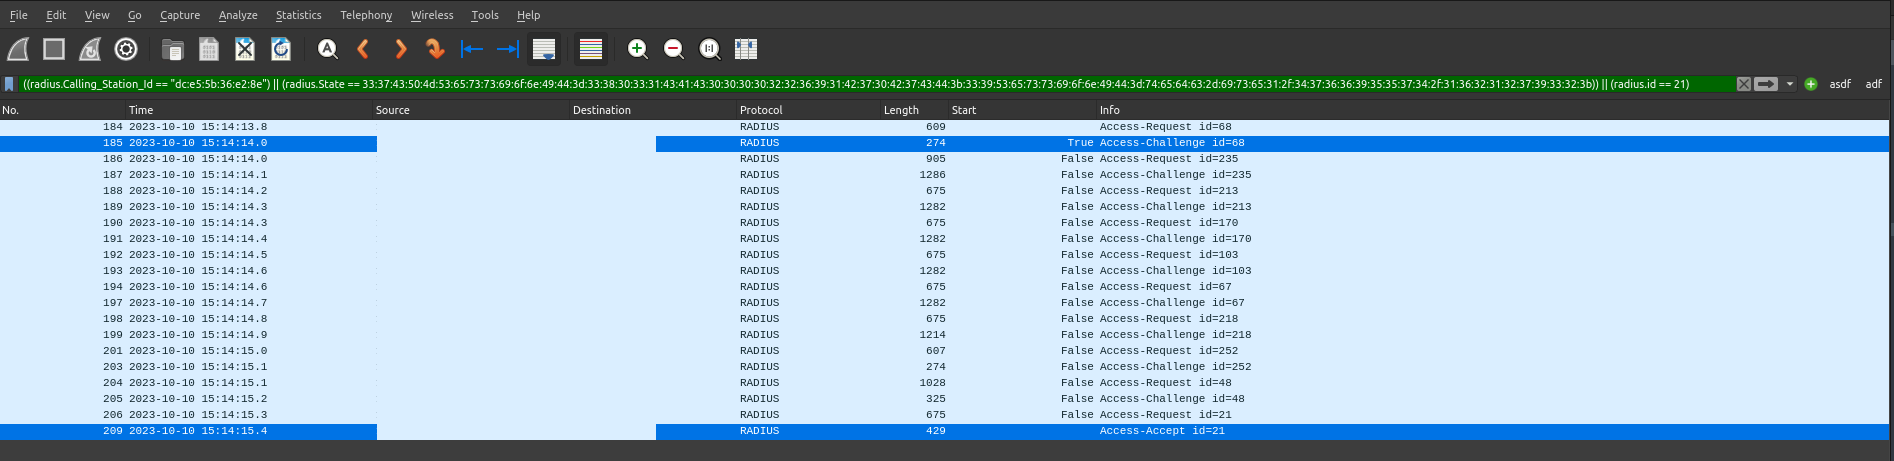 File Edit View Go Capture Analyze Statistics Telephony Wireless Tools Help
((radius.Calling_Station_Id == "dc:e5:5b:36:e2:8e") || (radius.State == 33:37:43:50:4d:53:65:73:73:69:6f:6e:49:44:3d:33:38:30:33:31:43:41:43:30:30:30:30:32:32:36:39:31:42:37:30:42:37:43:44:3b:33:39:53:65:73:73:69:6f:6e:49:44:3d:74:65:64:63:2d:69:73:65:31:2f:34:37:36:36:39:35:35:37:34:2f:31:36:32:31:32:37:39:33:32:3b)) || (radius.id == 21) asdf adf
No. Time Source Destination Protocol Length Start Info
184 2023-10-10 15:14:13.8 RADIUS 609 Access-Request id=68
185 2023-10-10 15:14:14.0 RADIUS 274 True Access-Challenge id=68
186 2023-10-10 15:14:14.0 RADIUS 905 False Access-Request id=235
187 2023-10-10 15:14:14.1 RADIUS 1286 False Access-Challenge id=235
188 2023-10-10 15:14:14.2 RADIUS 675 False Access-Request id=213
189 2023-10-10 15:14:14.3 RADIUS 1282 False Access-Challenge id=213
190 2023-10-10 15:14:14.3 RADIUS 675 False Access-Request id=170
191 2023-10-10 15:14:14.4 RADIUS 1282 False Access-Challenge id=170
192 2023-10-10 15:14:14.5 RADIUS 675 False Access-Request id=103
193 2023-10-10 15:14:14.6 RADIUS 1282 False Access-Challenge id=103
194 2023-10-10 15:14:14.6 RADIUS 675 False Access-Request id=67
197 2023-10-10 15:14:14.7 RADIUS 1282 False Access-Challenge id=67
198 2023-10-10 15:14:14.8 RADIUS 675 False Access-Request id=218
199 2023-10-10 15:14:14.9 RADIUS 1214 False Access-Challenge id=218
201 2023-10-10 15:14:15.0 RADIUS 607 False Access-Request id=252
203 2023-10-10 15:14:15.1 RADIUS 274 False Access-Challenge id=252
204 2023-10-10 15:14:15.1 RADIUS 1028 False Access-Request id=48
205 2023-10-10 15:14:15.2 RADIUS 325 False Access-Challenge id=48
206 2023-10-10 15:14:15.3 RADIUS 675 False Access-Request id=21
209 2023-10-10 15:14:15.4 RADIUS 429 Access-Accept id=21